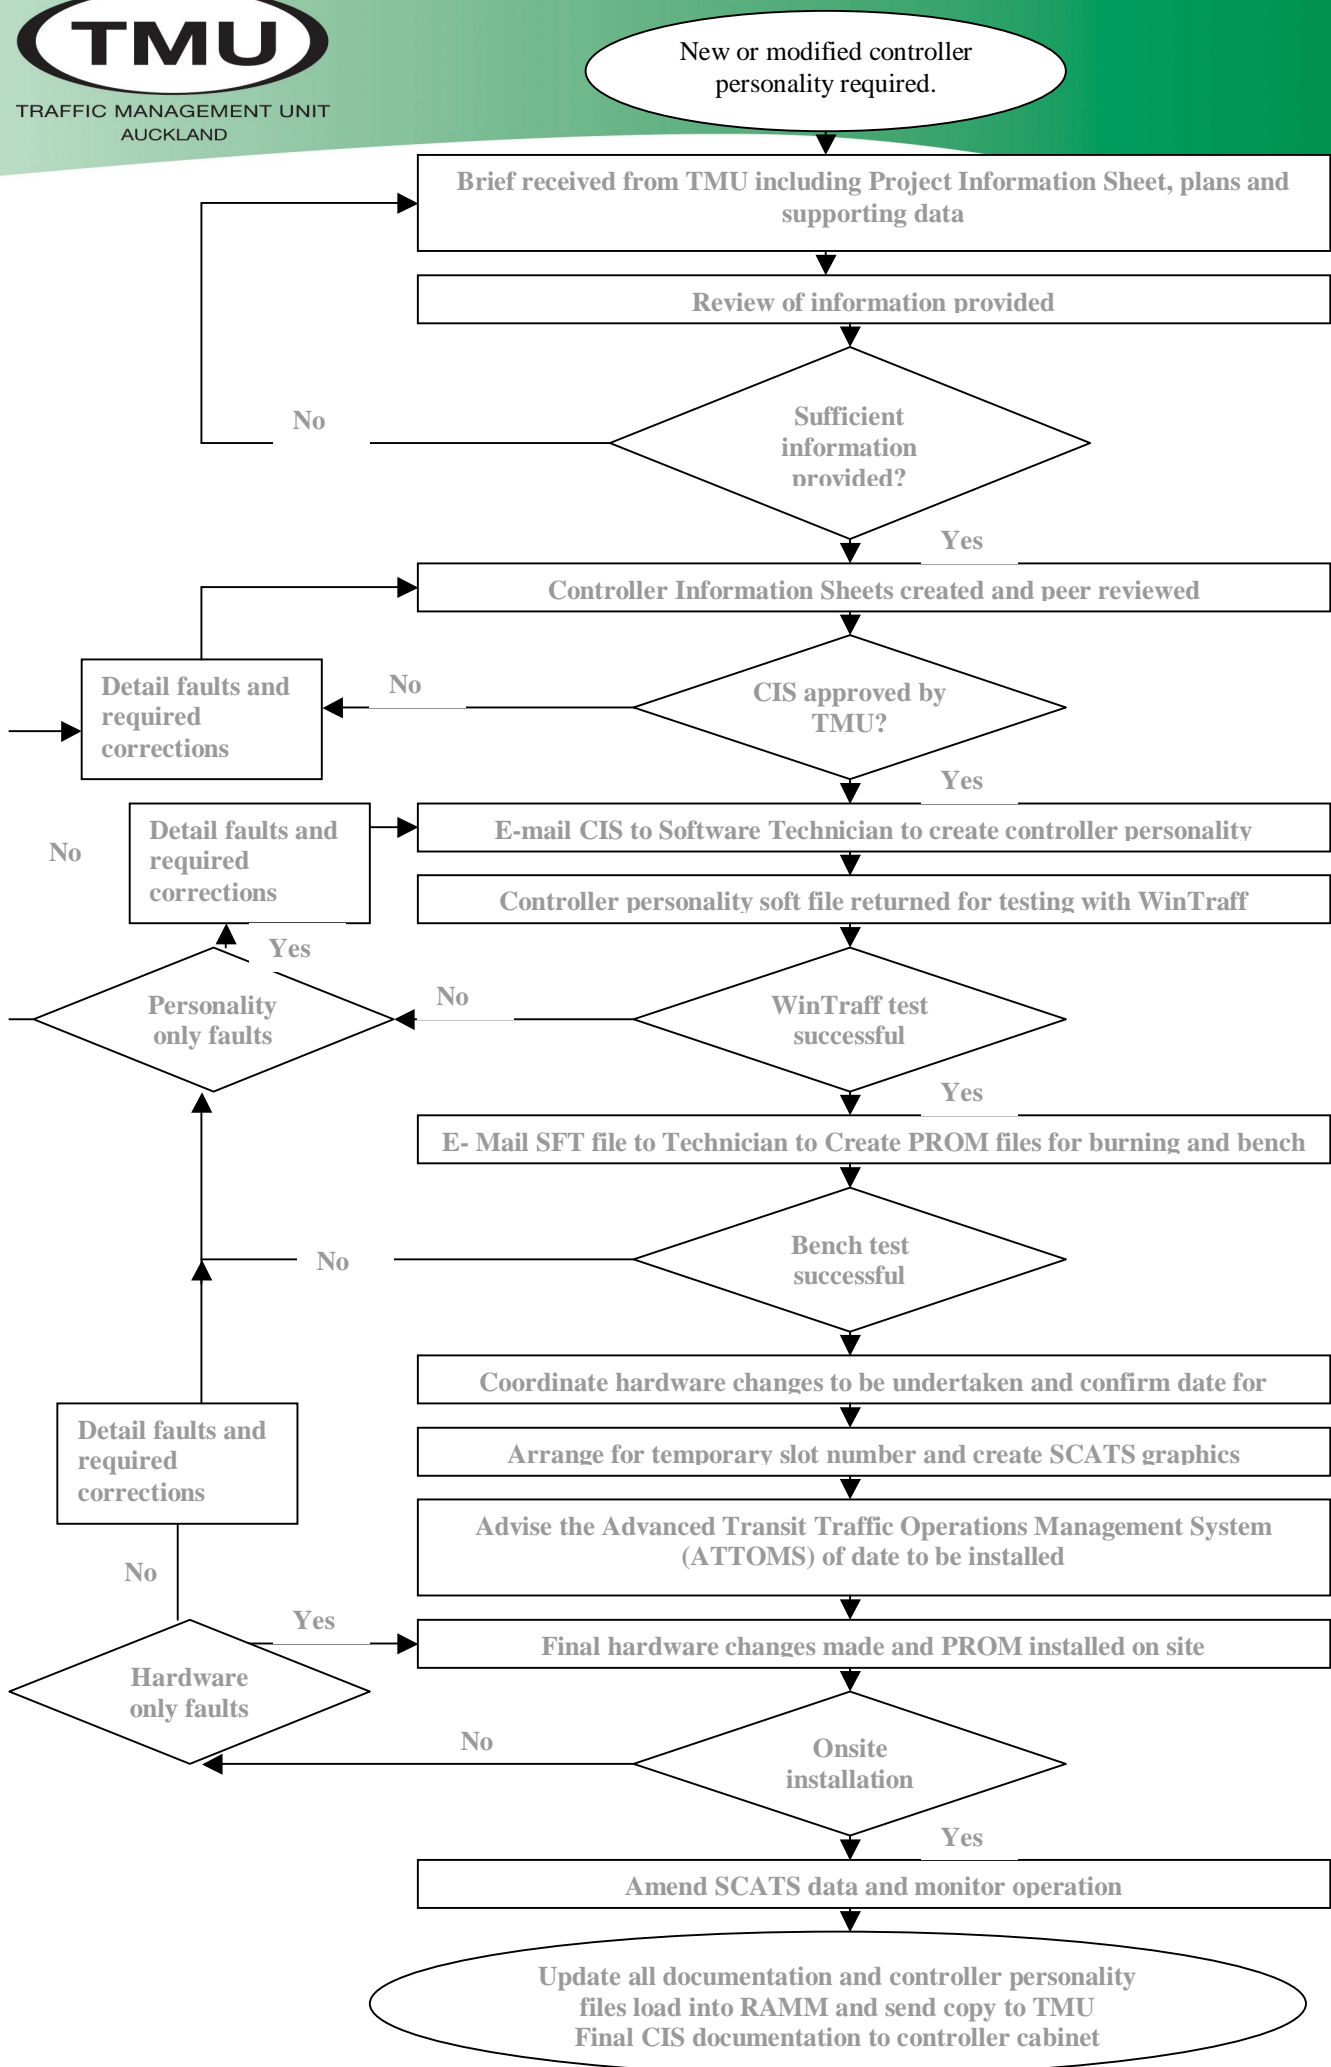 TMU
TRAFFIC MANAGEMENT UNIT
AUCKLAND
New or modified controller
personality required.
Brief received from TMU including Project Information Sheet, plans and
supporting data
Review of information provided
Sufficient
information
provided?
No
Yes
Controller Information Sheets created and peer reviewed
Detail faults and
required
corrections
No
CIS approved by
TMU?
Yes
No
Detail faults and
required
corrections
E-mail CIS to Software Technician to create controller personality
Controller personality soft file returned for testing with WinTraff
Yes
Personality
only faults
No
WinTraff test
successful
Yes
E- Mail SFT file to Technician to Create PROM files for burning and bench
No
Bench test
successful
Coordinate hardware changes to be undertaken and confirm date for
Detail faults and
required
corrections
Arrange for temporary slot number and create SCATS graphics
Advise the Advanced Transit Traffic Operations Management System
(ATTOMS) of date to be installed
No
Yes
Final hardware changes made and PROM installed on site
Hardware
only faults
No
Onsite
installation
Yes
Amend SCATS data and monitor operation
Update all documentation and controller personality
files load into RAMM and send copy to TMU
Final CIS documentation to controller cabinet